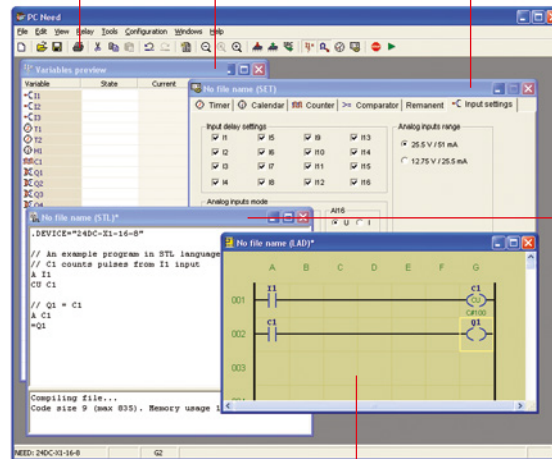 PC Need
File Edit View Relay Tools Configuration Windows Help
Variables preview
Variable State Current
I1
I2
I3
T1
T2
H1
C1
Q1
Q2
Q3
Q4
No file name (SET)
Timer Calendar Counter >= Comparator Remanent Input settings
Input delay settings
I1 I5 I9 I13
I2 I6 I10 I14
I3 I7 I11 I15
I4 I8 I12 I16
Analog inputs range
25.5 V / 51 mA
12.75 V / 25.5 mA
Analog inputs mode
AI16
U I
No file name (STL)*
.DEVICE="24DC-X1-16-8"
// An example program in STL language
// C1 counts pulses from I1 input
A I1
CU C1
// Q1 = C1
A C1
=Q1
Compiling file...
Code size 9 (max 835). Memory usage 1
No file name (LAD)*
A B C D E F G
001 I1 C1
CU
C#100
002 C1 Q1
003
NEED: 24DC-X1-16-8 G2